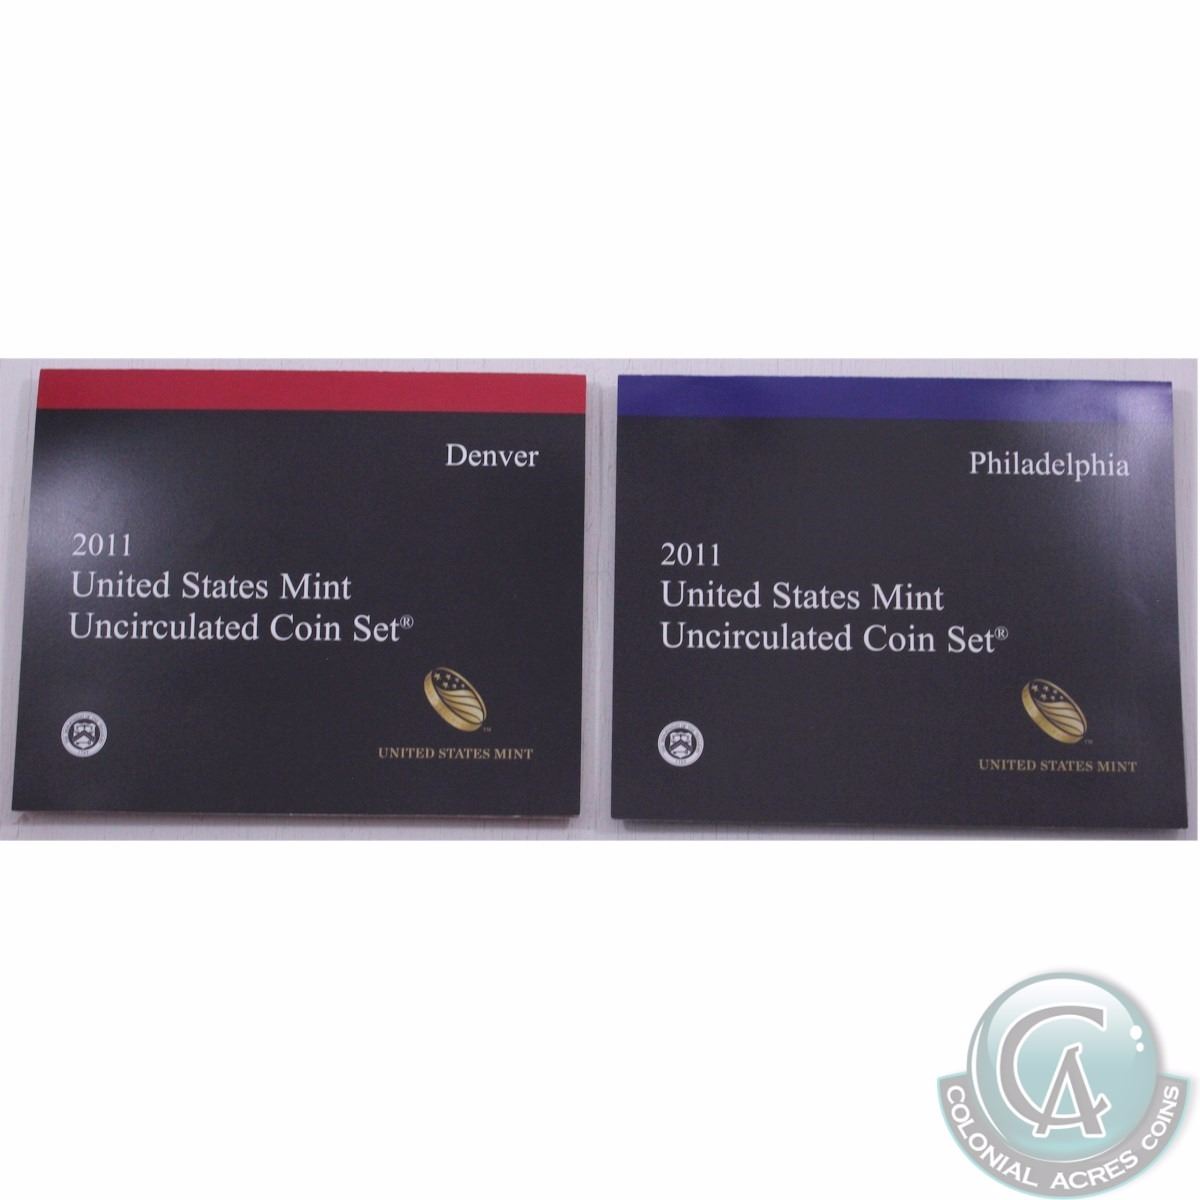 Denver
2011
United States Mint
Uncirculated Coin Set®
UNITED STATES MINT
Philadelphia
2011
United States Mint
Uncirculated Coin Set®
UNITED STATES MINT
CA
COLONIAL ACRES COINS